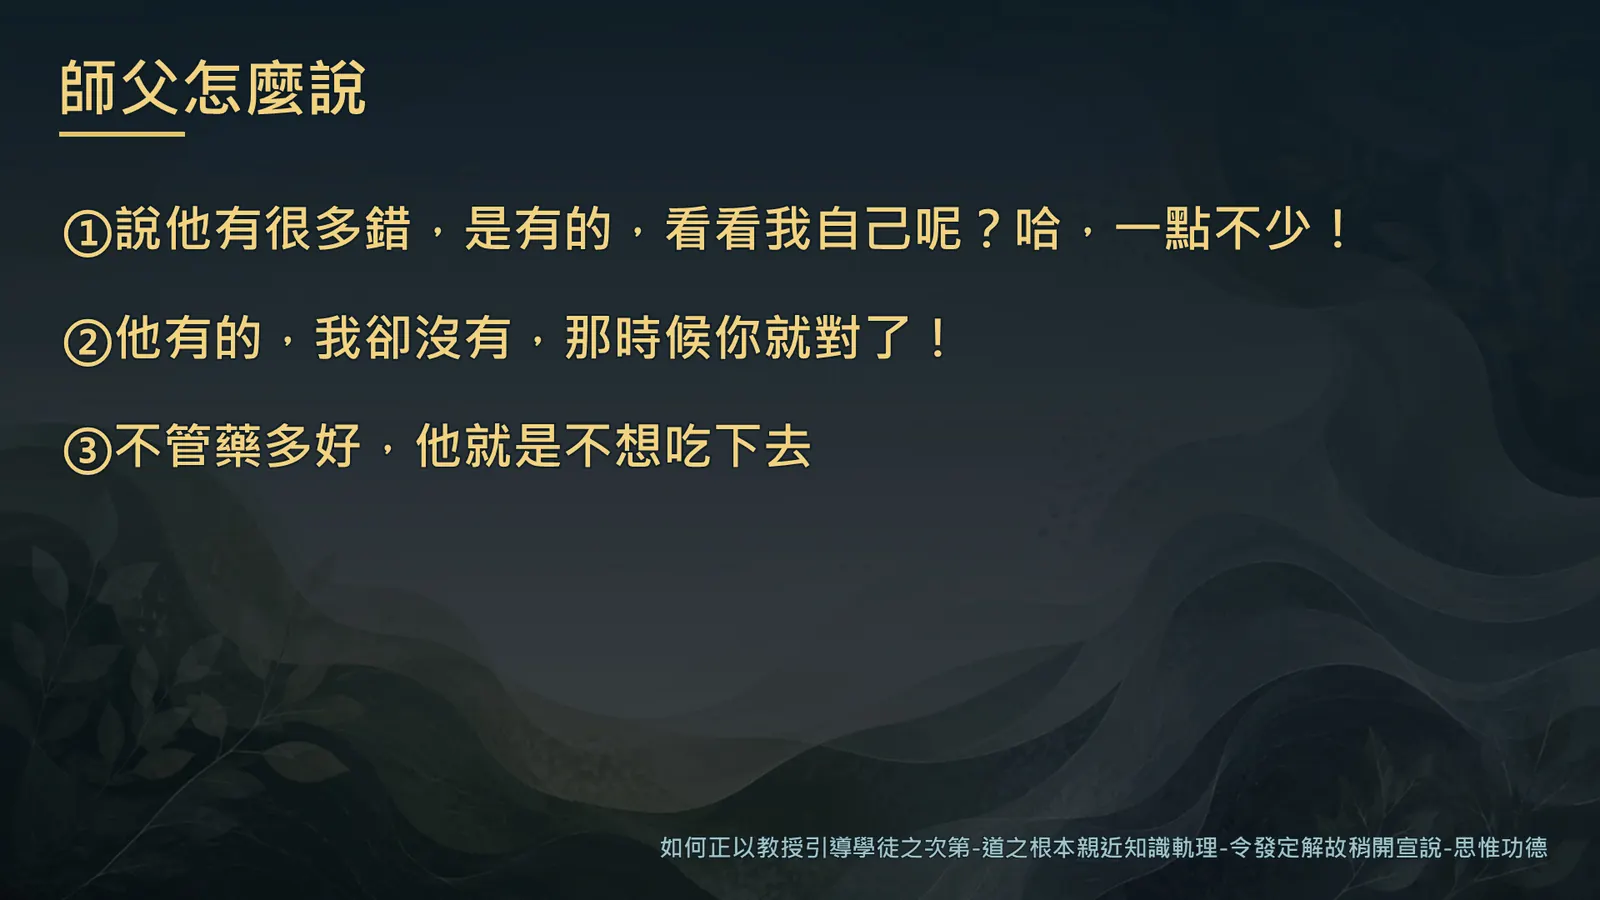 師父怎麼說
①說他有很多錯，是有的，看看我自己呢？哈，一點不少！
②他有的，我卻沒有，那時候你就對了！
③不管藥多好，他就是不想吃下去
如何正以教授引導學徒之次第-道之根本親近知識軌理-令發定解故稍開宣說-思惟功德